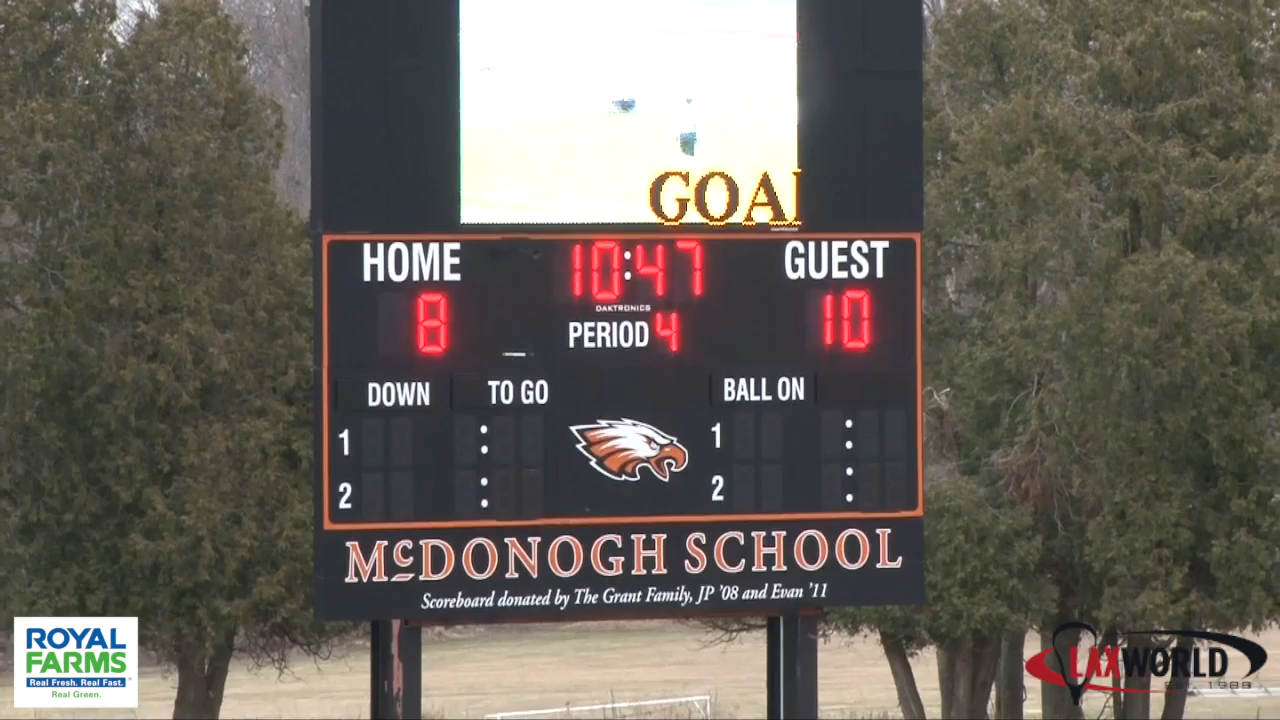 GOAL
HOME 10:47 GUEST
8 DAKTRONICS 10
PERIOD 4
DOWN TO GO BALL ON
1 : 1 :
2 : 2 :
McDONOGH SCHOOL
Scoreboard donated by The Grant Family, JP '08 and Evan '11
ROYAL
FARMS
Real Fresh. Real Fast.
Real Green.
LAXWORLD
EST. 1988